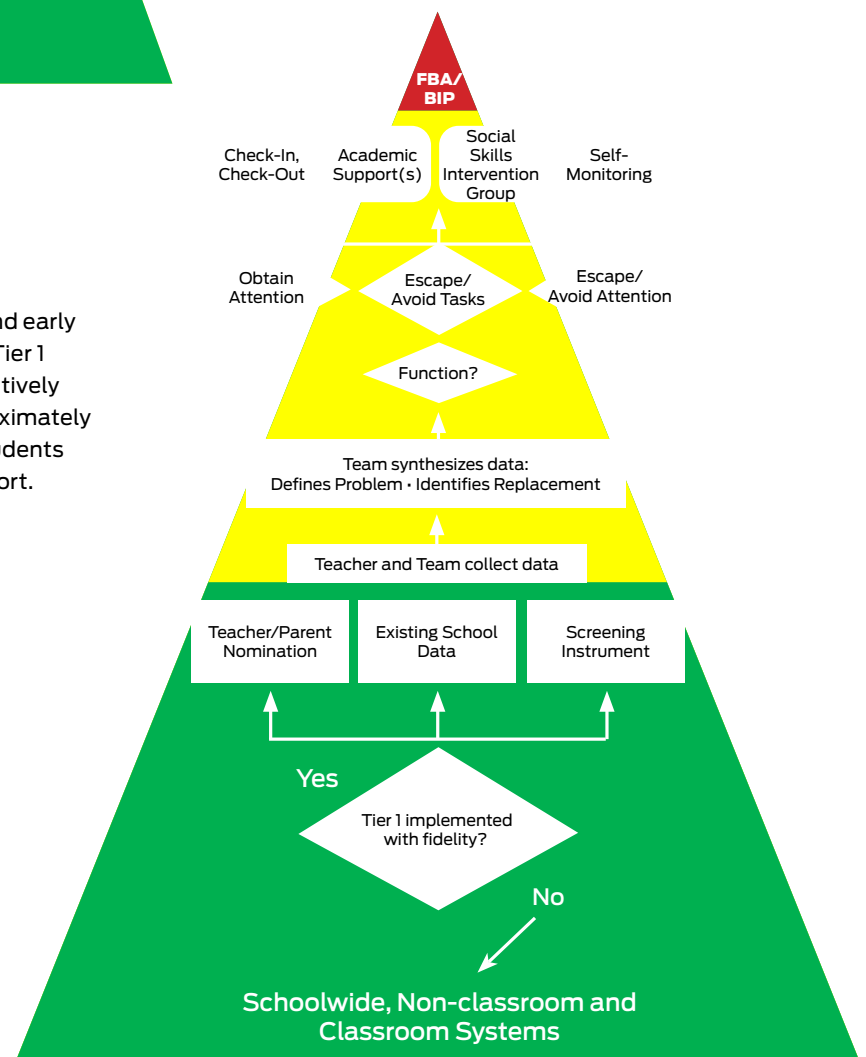 FBA/
BIP
Check-In,
Check-Out
Academic
Support(s)
Social
Skills
Intervention
Group
Self-
Monitoring
Obtain
Attention
Escape/
Avoid Tasks
Escape/
Avoid Attention
nd early
Tier 1
tively
ximately
udents
ort.
Function?
Team synthesizes data:
Defines Problem • Identifies Replacement
Teacher and Team collect data
Teacher/Parent
Nomination
Existing School
Data
Screening
Instrument
Yes
Tier 1 implemented
with fidelity?
No
Schoolwide, Non-classroom and
Classroom Systems